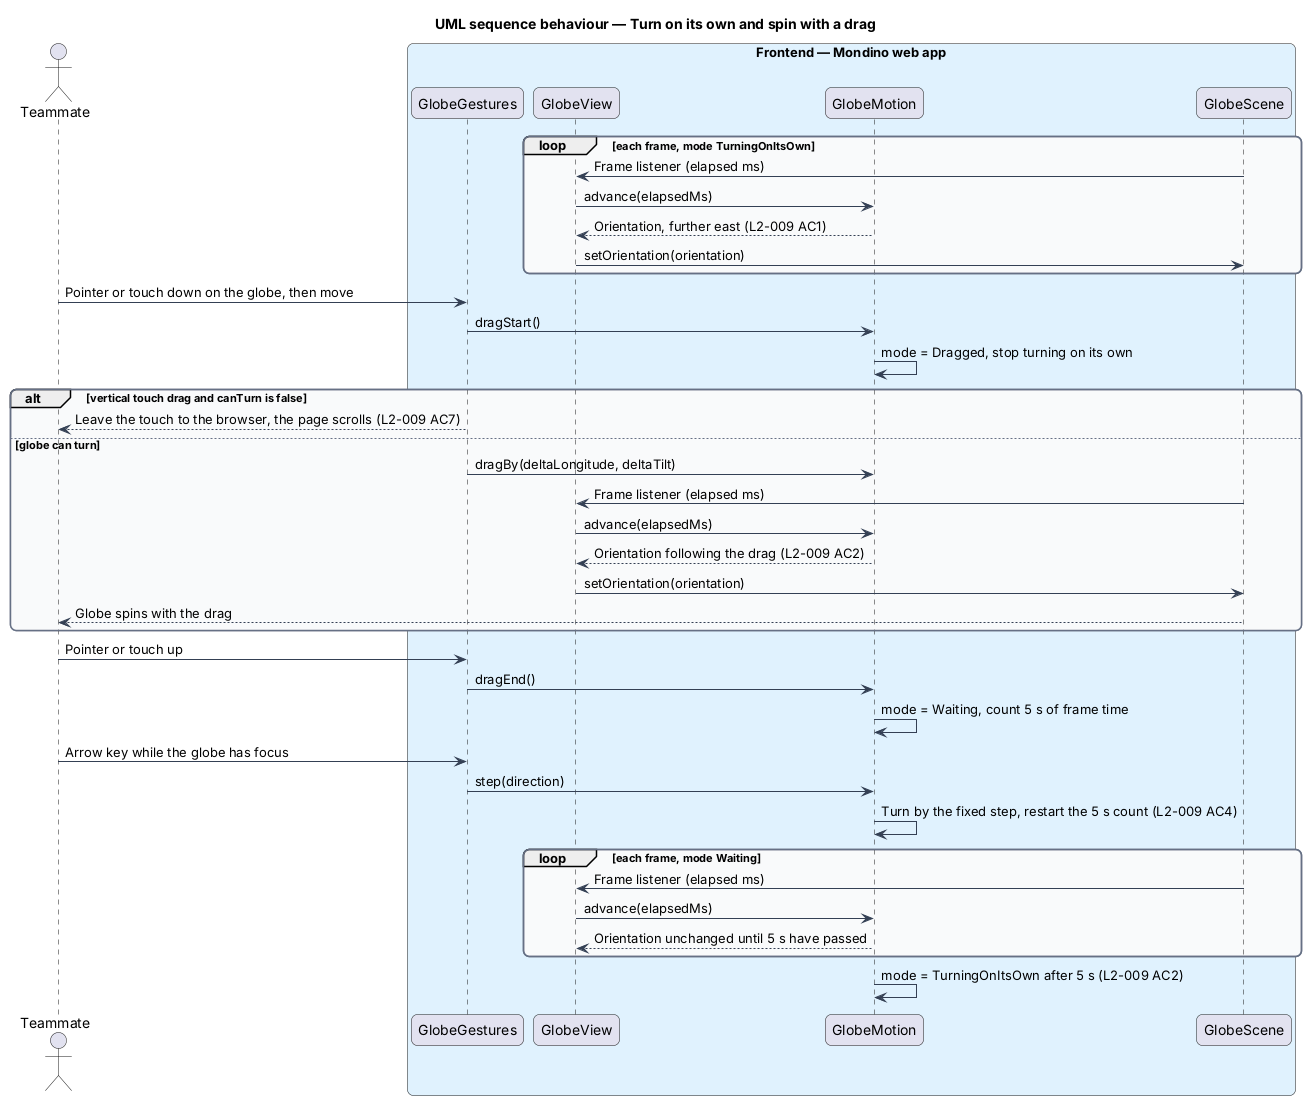 UML sequence behaviour — Turn on its own and spin with a drag
Frontend — Mondino web app
Teammate
GlobeGestures
GlobeView
GlobeMotion
GlobeScene
loop
[each frame, mode TurningOnItsOwn]
Frame listener (elapsed ms)
advance(elapsedMs)
Orientation, further east (L2-009 AC1)
setOrientation(orientation)
Pointer or touch down on the globe, then move
dragStart()
mode = Dragged, stop turning on its own
alt
[vertical touch drag and canTurn is false]
Leave the touch to the browser, the page scrolls (L2-009 AC7)
[globe can turn]
dragBy(deltaLongitude, deltaTilt)
Frame listener (elapsed ms)
advance(elapsedMs)
Orientation following the drag (L2-009 AC2)
setOrientation(orientation)
Globe spins with the drag
Pointer or touch up
dragEnd()
mode = Waiting, count 5 s of frame time
Arrow key while the globe has focus
step(direction)
Turn by the fixed step, restart the 5 s count (L2-009 AC4)
loop
[each frame, mode Waiting]
Frame listener (elapsed ms)
advance(elapsedMs)
Orientation unchanged until 5 s have passed
mode = TurningOnItsOwn after 5 s (L2-009 AC2)
Teammate
GlobeGestures
GlobeView
GlobeMotion
GlobeScene